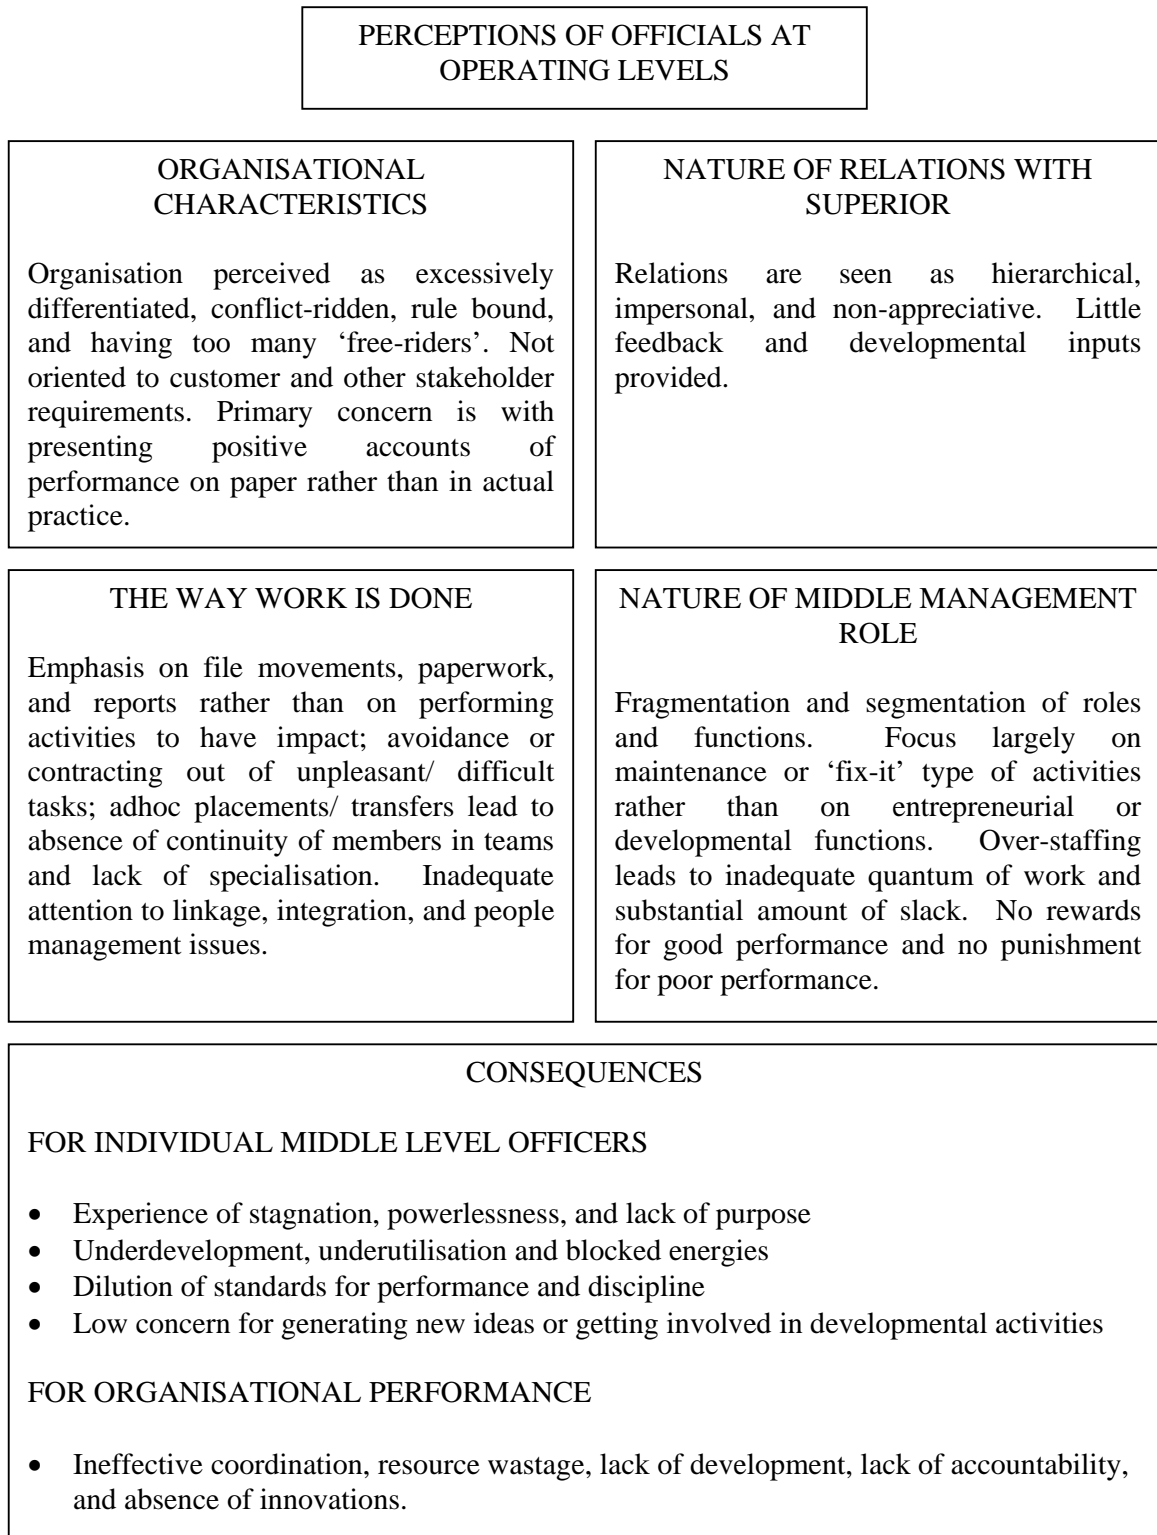 PERCEPTIONS OF OFFICIALS AT
OPERATING LEVELS
ORGANISATIONAL
CHARACTERISTICS
Organisation perceived as excessively
differentiated, conflict-ridden, rule bound,
and having too many ‘free-riders’. Not
oriented to customer and other stakeholder
requirements. Primary concern is with
presenting positive accounts of
performance on paper rather than in actual
practice.
NATURE OF RELATIONS WITH
SUPERIOR
Relations are seen as hierarchical,
impersonal, and non-appreciative. Little
feedback and developmental inputs
provided.
THE WAY WORK IS DONE
Emphasis on file movements, paperwork,
and reports rather than on performing
activities to have impact; avoidance or
contracting out of unpleasant/ difficult
tasks; adhoc placements/ transfers lead to
absence of continuity of members in teams
and lack of specialisation. Inadequate
attention to linkage, integration, and people
management issues.
NATURE OF MIDDLE MANAGEMENT
ROLE
Fragmentation and segmentation of roles
and functions. Focus largely on
maintenance or ‘fix-it’ type of activities
rather than on entrepreneurial or
developmental functions. Over-staffing
leads to inadequate quantum of work and
substantial amount of slack. No rewards
for good performance and no punishment
for poor performance.
CONSEQUENCES
FOR INDIVIDUAL MIDDLE LEVEL OFFICERS
• Experience of stagnation, powerlessness, and lack of purpose
• Underdevelopment, underutilisation and blocked energies
• Dilution of standards for performance and discipline
• Low concern for generating new ideas or getting involved in developmental activities
FOR ORGANISATIONAL PERFORMANCE
• Ineffective coordination, resource wastage, lack of development, lack of accountability,
and absence of innovations.